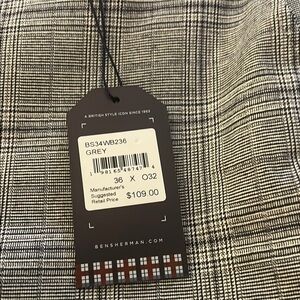 A BRITISH STYLE ICON SINCE 1963
BS34WB236
GREY
36 X O32
Manufacturer's
Suggested
Retail Price
$109.00
BENSHERMAN.COM